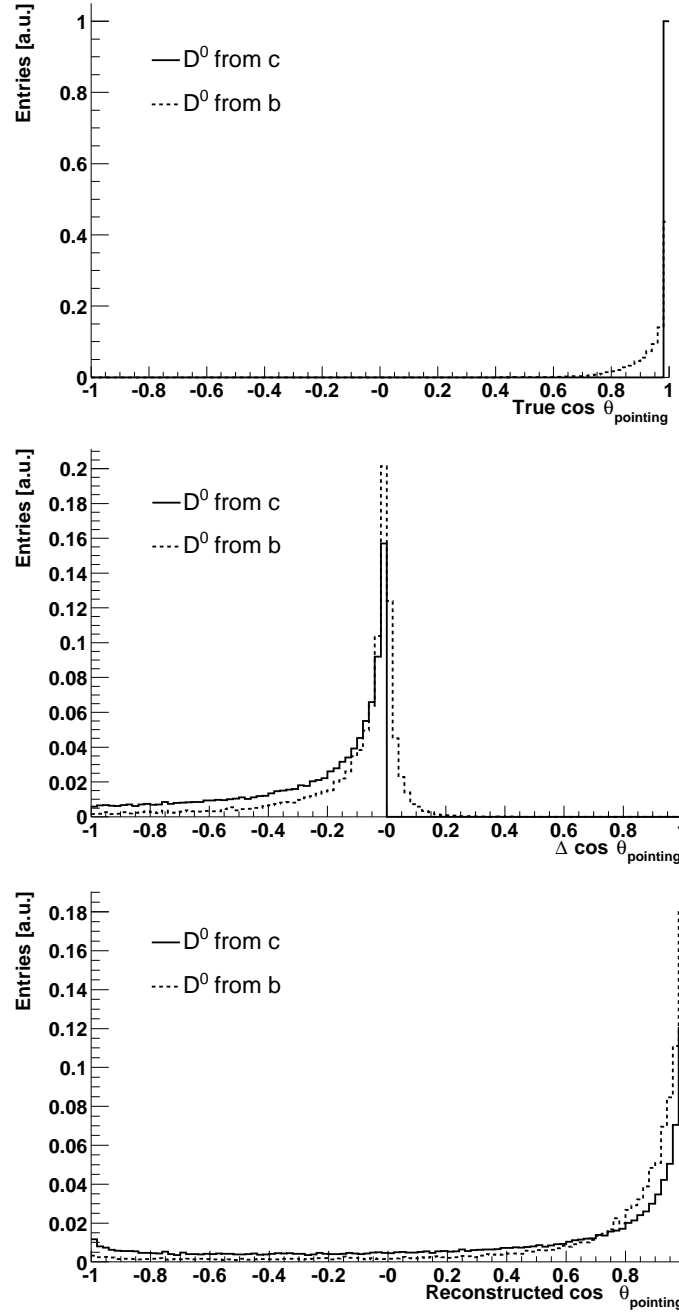 Entries [a.u.]
1
0.8
0.6
0.4
0.2
0
D⁰ from c
D⁰ from b
-1 -0.8 -0.6 -0.4 -0.2 -0 0.2 0.4 0.6 0.8 1
True cos θpointing
Entries [a.u.]
0.2
0.18
0.16
0.14
0.12
0.1
0.08
0.06
0.04
0.02
0
D⁰ from c
D⁰ from b
-1 -0.8 -0.6 -0.4 -0.2 -0 0.2 0.4 0.6 0.8
Δ cos θpointing
Entries [a.u.]
0.18
0.16
0.14
0.12
0.1
0.08
0.06
0.04
0.02
0
D⁰ from c
D⁰ from b
-1 -0.8 -0.6 -0.4 -0.2 -0 0.2 0.4 0.6 0.8
Reconstructed cos θpointing